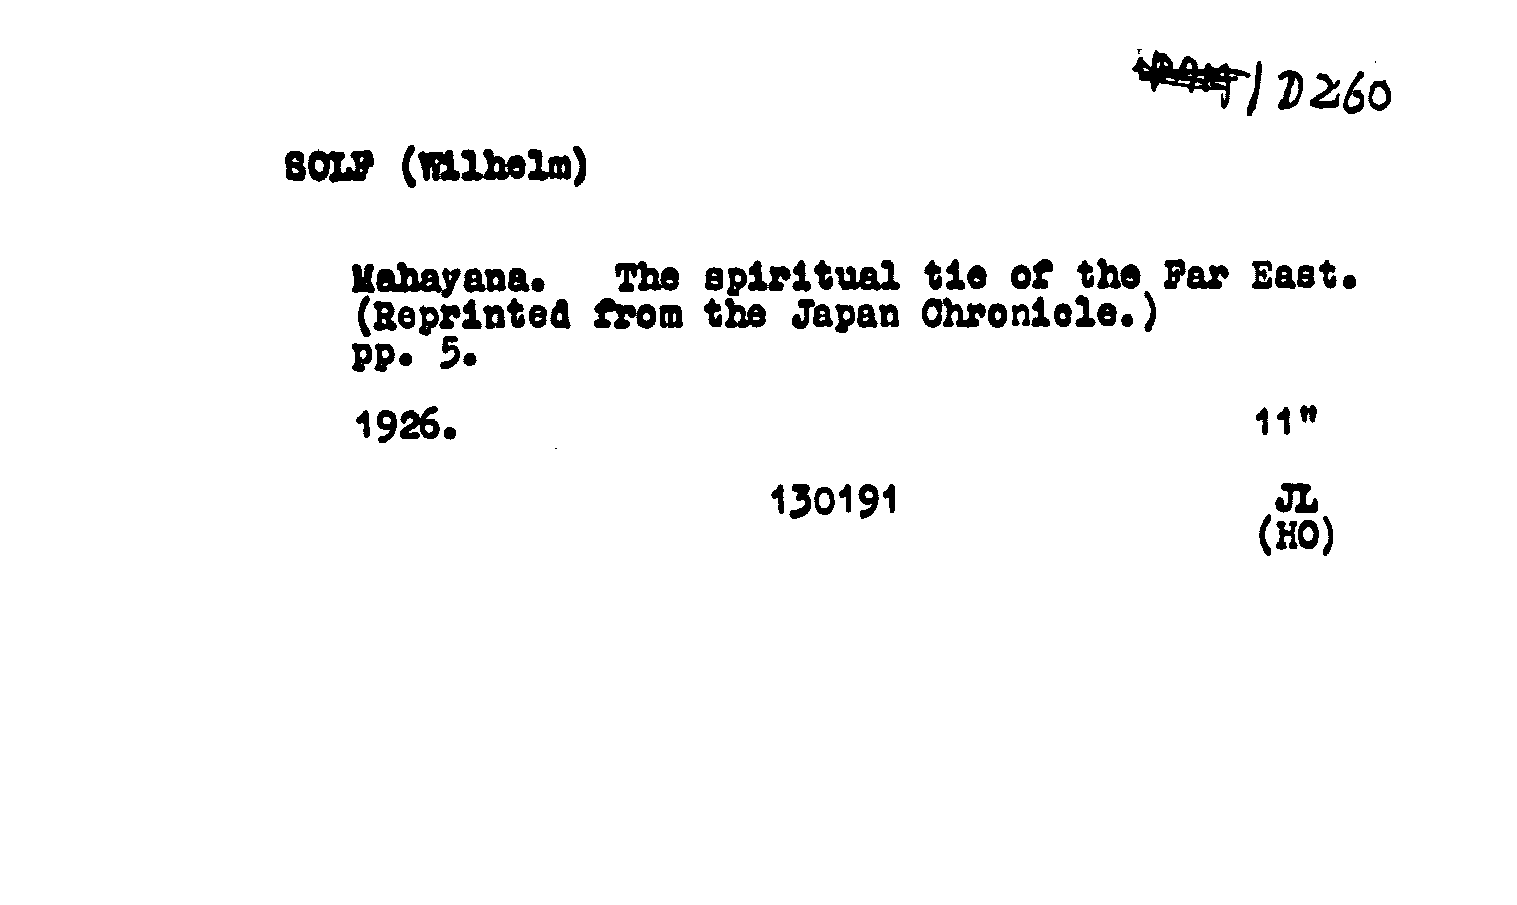 / D260
SOLF (Wilhelm)
Mahayana. The spiritual tie of the Far East.
(Reprinted from the Japan Chronicle.)
pp. 5.
1926. 11"
130191 JL
(HO)